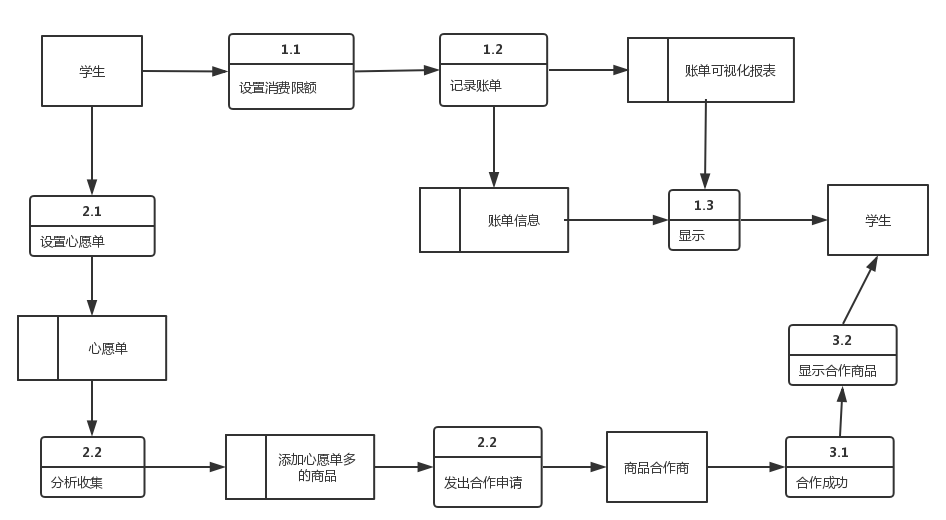 学生
1.1
设置消费限额
1.2
记录账单
账单可视化报表
2.1
设置心愿单
账单信息
1.3
显示
学生
心愿单
3.2
显示合作商品
2.2
分析收集
添加心愿单多
的商品
2.2
发出合作申请
商品合作商
3.1
合作成功